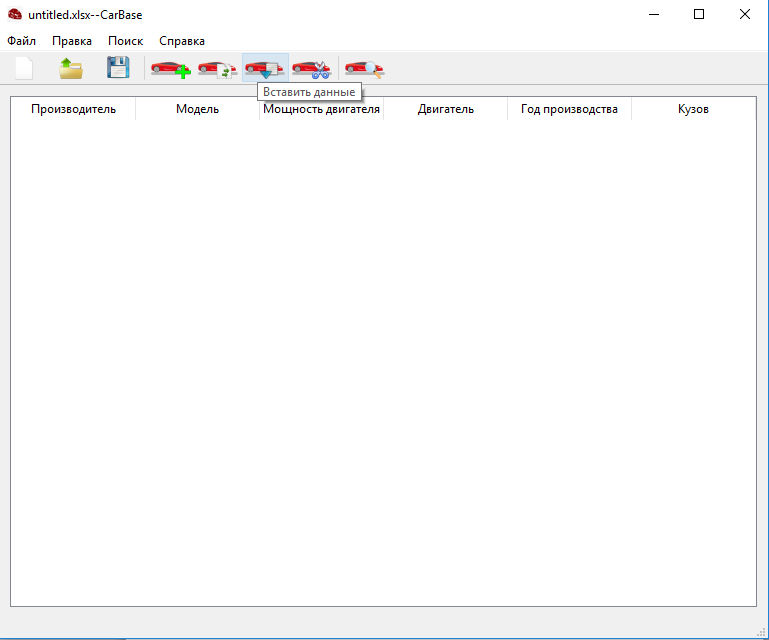 untitled.xlsx--CarBase
Файл Правка Поиск Справка
Вставить данные
Производитель Модель Мощность двигателя Двигатель Год производства Кузов